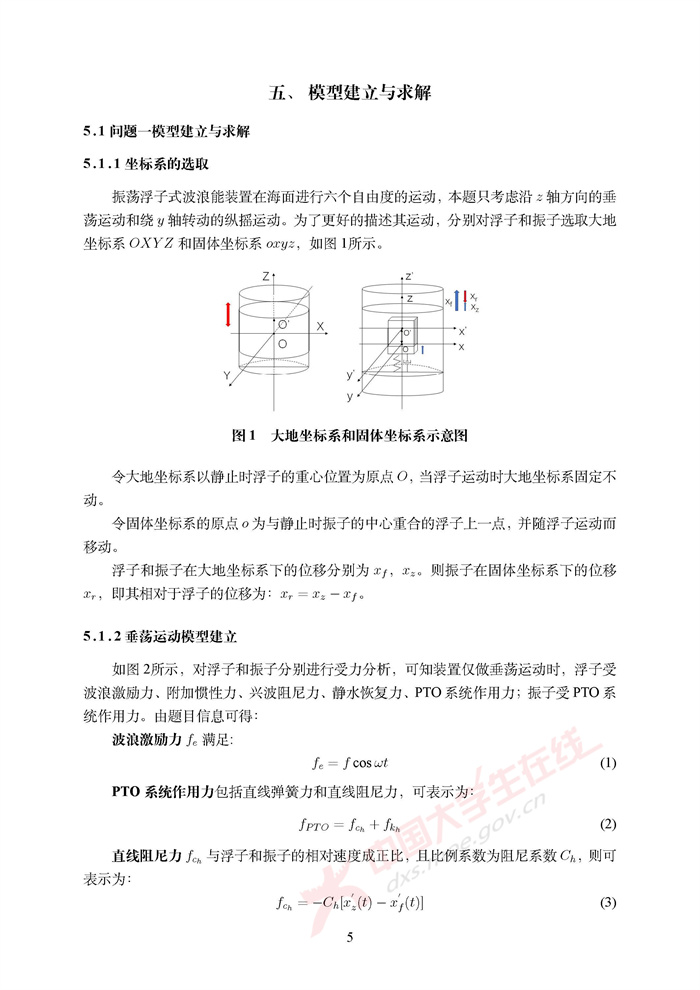 五、 模型建立与求解
5.1 问题一模型建立与求解
5.1.1 坐标系的选取
振荡浮子式波浪能装置在海面进行六个自由度的运动，本题只考虑沿 z 轴方向的垂
荡运动和绕 y 轴转动的纵摇运动。为了更好的描述其运动，分别对浮子和振子选取大地
坐标系 OXYZ 和固体坐标系 oxyz，如图 1所示。
Z
O'
X
O
Y
z'
z
x_f
x_r
x_z
O'
x'
o
x
y'
y
图 1 大地坐标系和固体坐标系示意图
令大地坐标系以静止时浮子的重心位置为原点 O，当浮子运动时大地坐标系固定不
动。
令固体坐标系的原点 o 为与静止时振子的中心重合的浮子上一点，并随浮子运动而
移动。
浮子和振子在大地坐标系下的位移分别为 x_f，x_z。则振子在固体坐标系下的位移
x_r，即其相对于浮子的位移为：x_r = x_z − x_f。
5.1.2 垂荡运动模型建立
如图 2所示，对浮子和振子分别进行受力分析，可知装置仅做垂荡运动时，浮子受
波浪激励力、附加惯性力、兴波阻尼力、静水恢复力、PTO 系统作用力；振子受 PTO 系
统作用力。由题目信息可得：
波浪激励力 f_e 满足:
f_e = f cos ωt (1)
PTO 系统作用力包括直线弹簧力和直线阻尼力，可表示为：
f_{PTO} = f_{c_h} + f_{k_h} (2)
直线阻尼力 f_{c_h} 与浮子和振子的相对速度成正比，且比例系数为阻尼系数 C_h，则可
表示为：
f_{c_h} = −C_h[x'_z(t) − x'_f(t)] (3)
中国大学生在线
dxs.moe.gov.cn
5